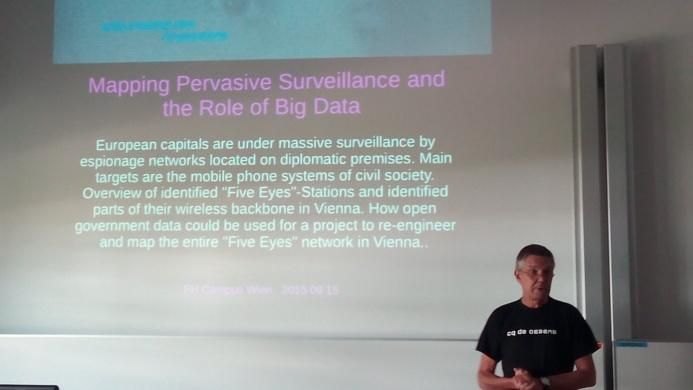 Mapping Pervasive Surveillance and
the Role of Big Data
European capitals are under massive surveillance by
espionage networks located on diplomatic premises. Main
targets are the mobile phone systems of civil society.
Overview of identified "Five Eyes"-Stations and identified
parts of their wireless backbone in Vienna. How open
government data could be used for a project to re-engineer
and map the entire "Five Eyes" network in Vienna..
FH Campus Wien 2015 09 15
cq de